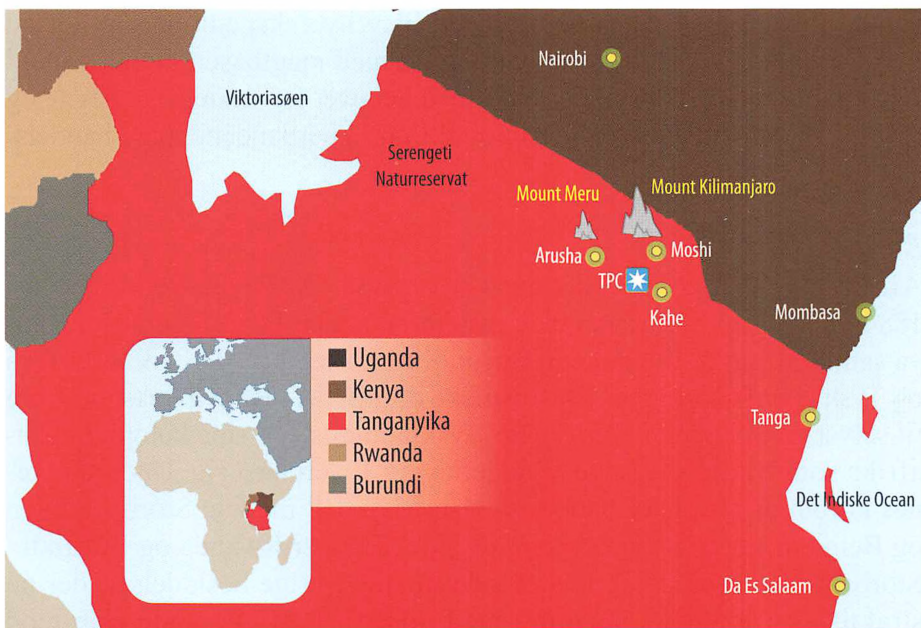 Nairobi
Viktoriasøen
Serengeti
Naturreservat
Mount Meru
Mount Kilimanjaro
Arusha
Moshi
TPC
Kahe
Mombasa
Uganda
Kenya
Tanganyika
Rwanda
Burundi
Tanga
Det Indiske Ocean
Da Es Salaam